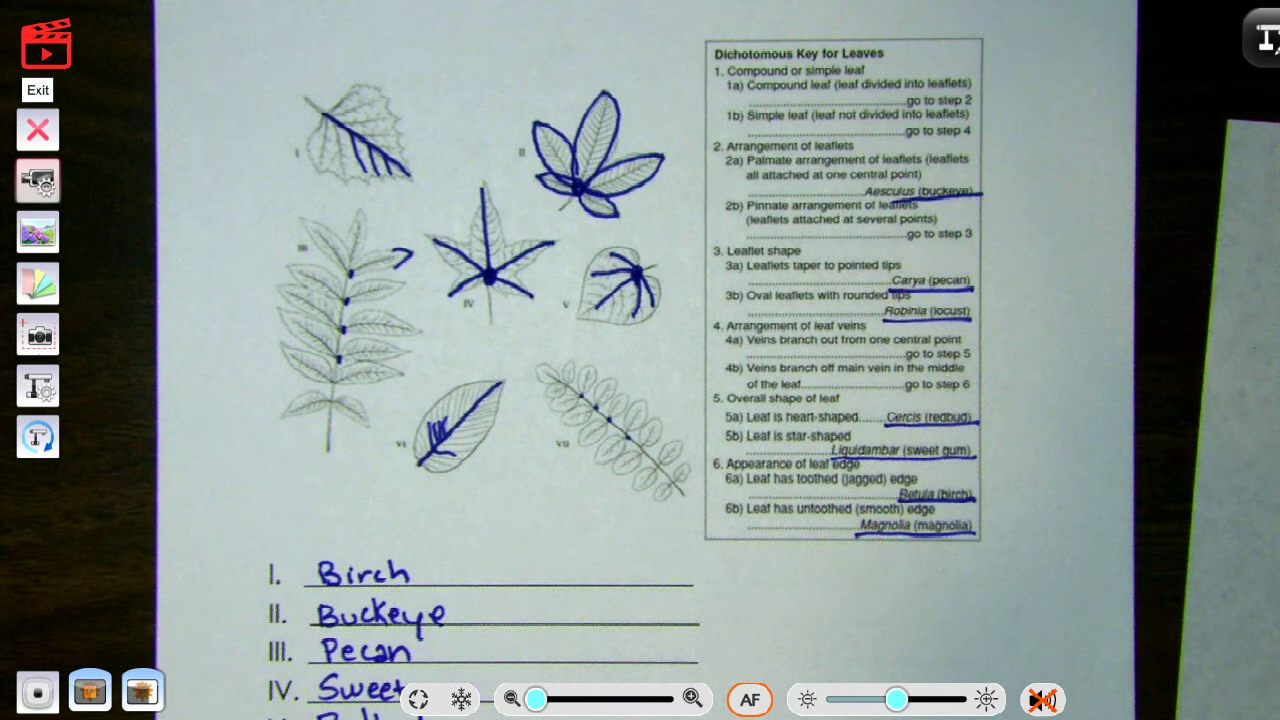 Exit
Dichotomous Key for Leaves
1. Compound or simple leaf
1a) Compound leaf (leaf divided into leaflets)
........................................go to step 2
1b) Simple leaf (leaf not divided into leaflets)
........................................go to step 4
2. Arrangement of leaflets
2a) Palmate arrangement of leaflets (leaflets
all attached at one central point)
..............................Aesculus (buckeye)
2b) Pinnate arrangement of leaflets
(leaflets attached at several points)
........................................go to step 3
3. Leaflet shape
3a) Leaflets taper to pointed tips
....................................Carya (pecan)
3b) Oval leaflets with rounded tips
..................................Robinia (locust)
4. Arrangement of leaf veins
4a) Veins branch out from one central point
........................................go to step 5
4b) Veins branch off main vein in the middle
of the leaf..........................go to step 6
5. Overall shape of leaf
5a) Leaf is heart-shaped......Cercis (redbud)
5b) Leaf is star-shaped
.....................Liquidambar (sweet gum)
6. Appearance of leaf edge
6a) Leaf has toothed (jagged) edge
......................................Betula (birch)
6b) Leaf has untoothed (smooth) edge
............................Magnolia (magnolia)
I
II
III
IV
V
VI
VII
I. Birch
II. Buckeye
III. Pecan
IV. Sweet
AF